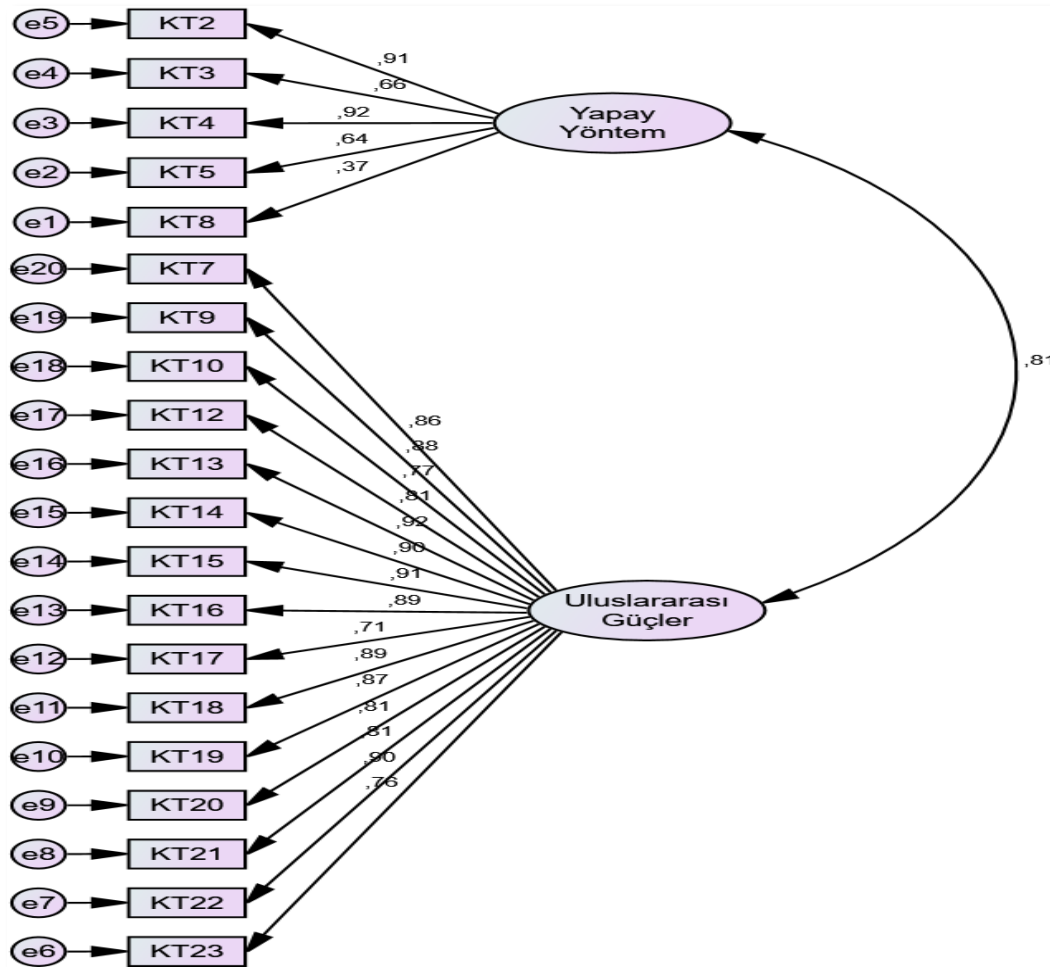 e5 KT2
,91
e4 KT3
,66
Yapay
Yöntem
e3 KT4
,92
e2 KT5
,64
,37
e1 KT8
e20 KT7
e19 KT9
e18 KT10
,81
e17 KT12
,86
,88
e16 KT13
,77
,81
e15 KT14
,92
,90
e14 KT15
,91
e13 KT16
,89
Uluslararası
Güçler
,71
e12 KT17
,89
e11 KT18
,87
,81
e10 KT19
,81
,90
e9 KT20
,76
e8 KT21
e7 KT22
e6 KT23